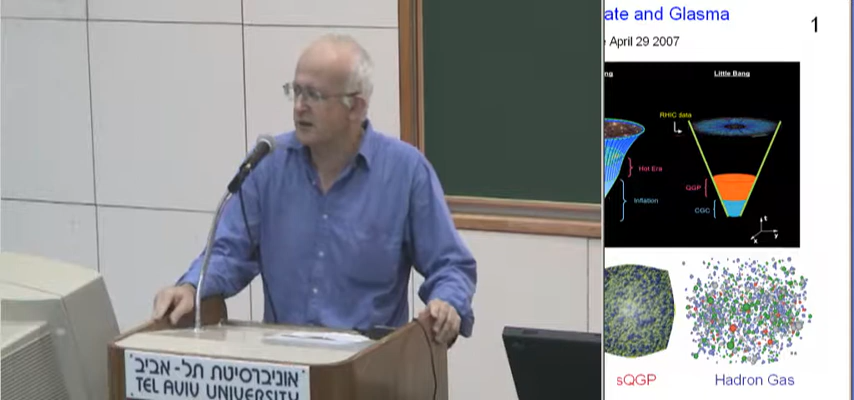 אוניברסיטת תל-אביב
TEL AVIV UNIVERSITY
ate and Glasma
1
April 29 2007
ng
Little Bang
RHIC data
Hot Era
QGP
Inflation
CGC
t
x
y
sQGP
Hadron Gas